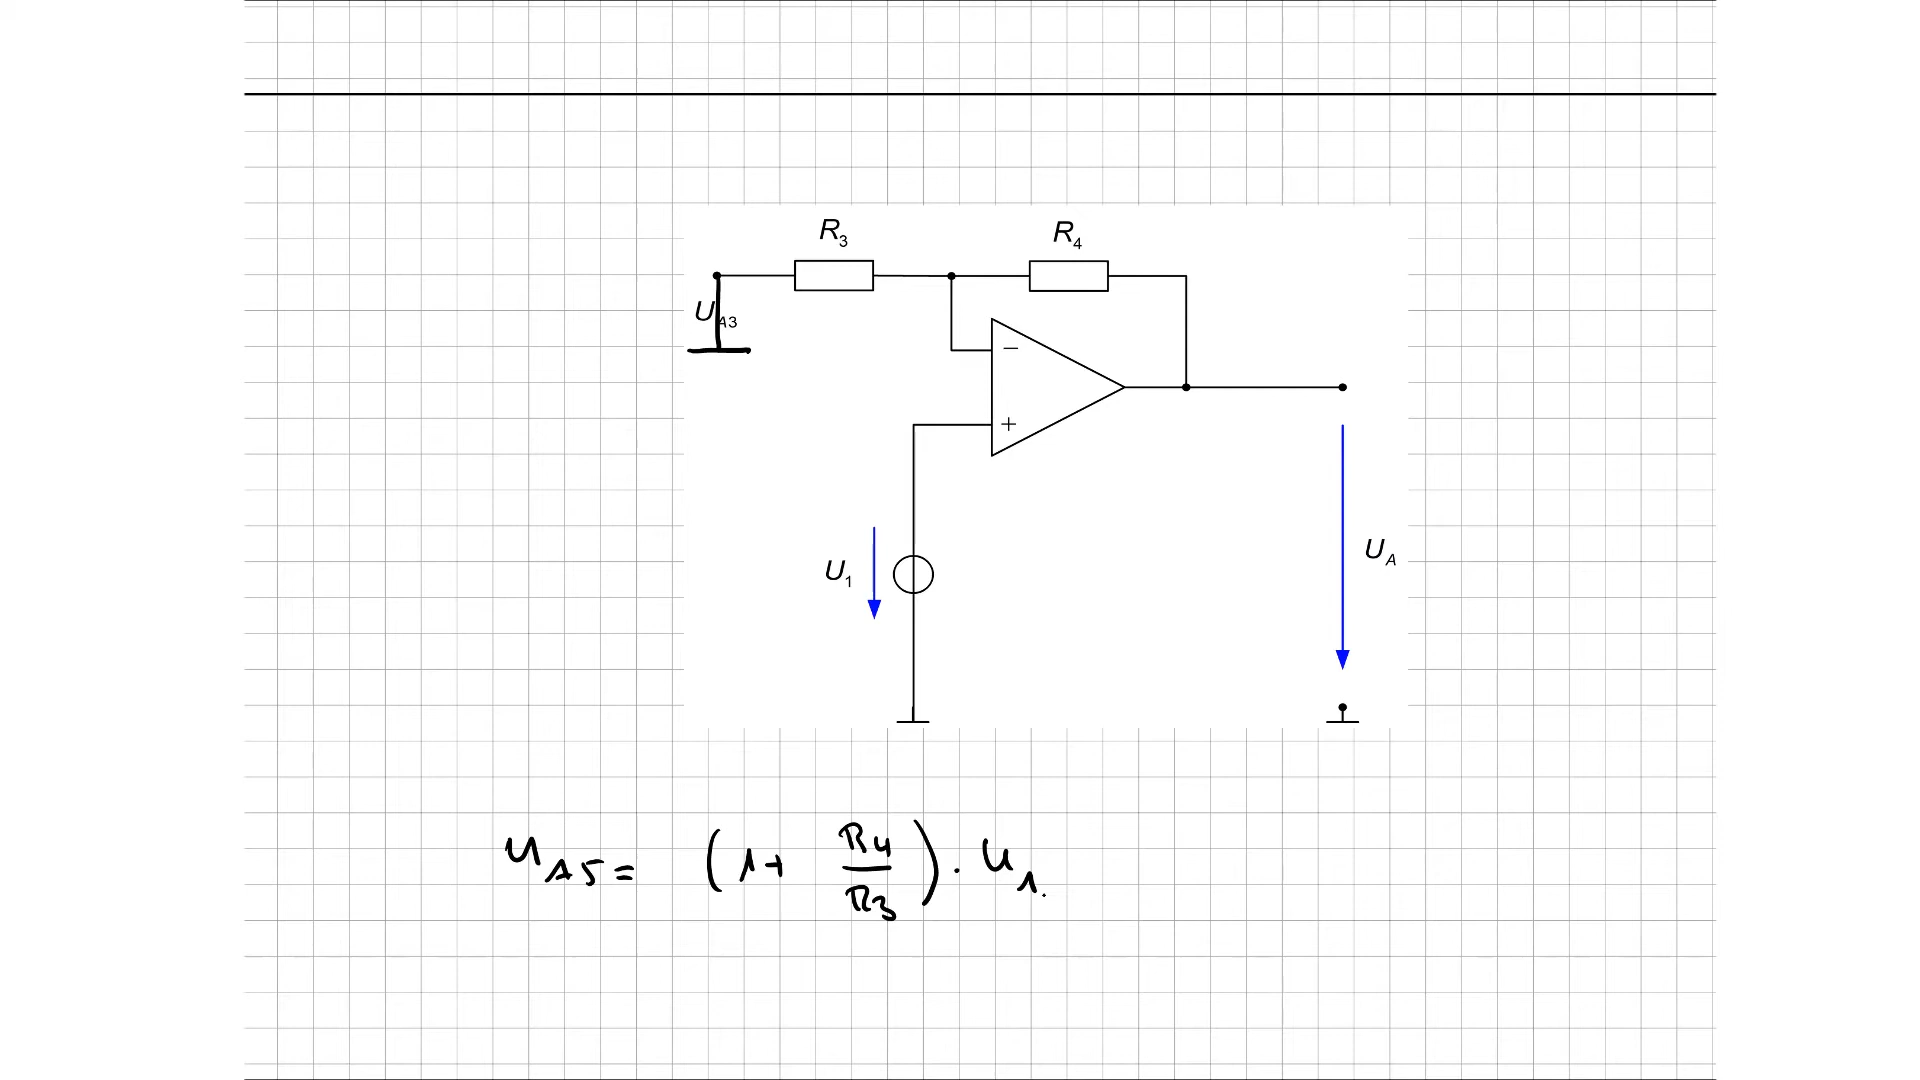 R3 R4
UA3
−
+
U1
UA
UA5 = (1 + R4/R3) · U1.